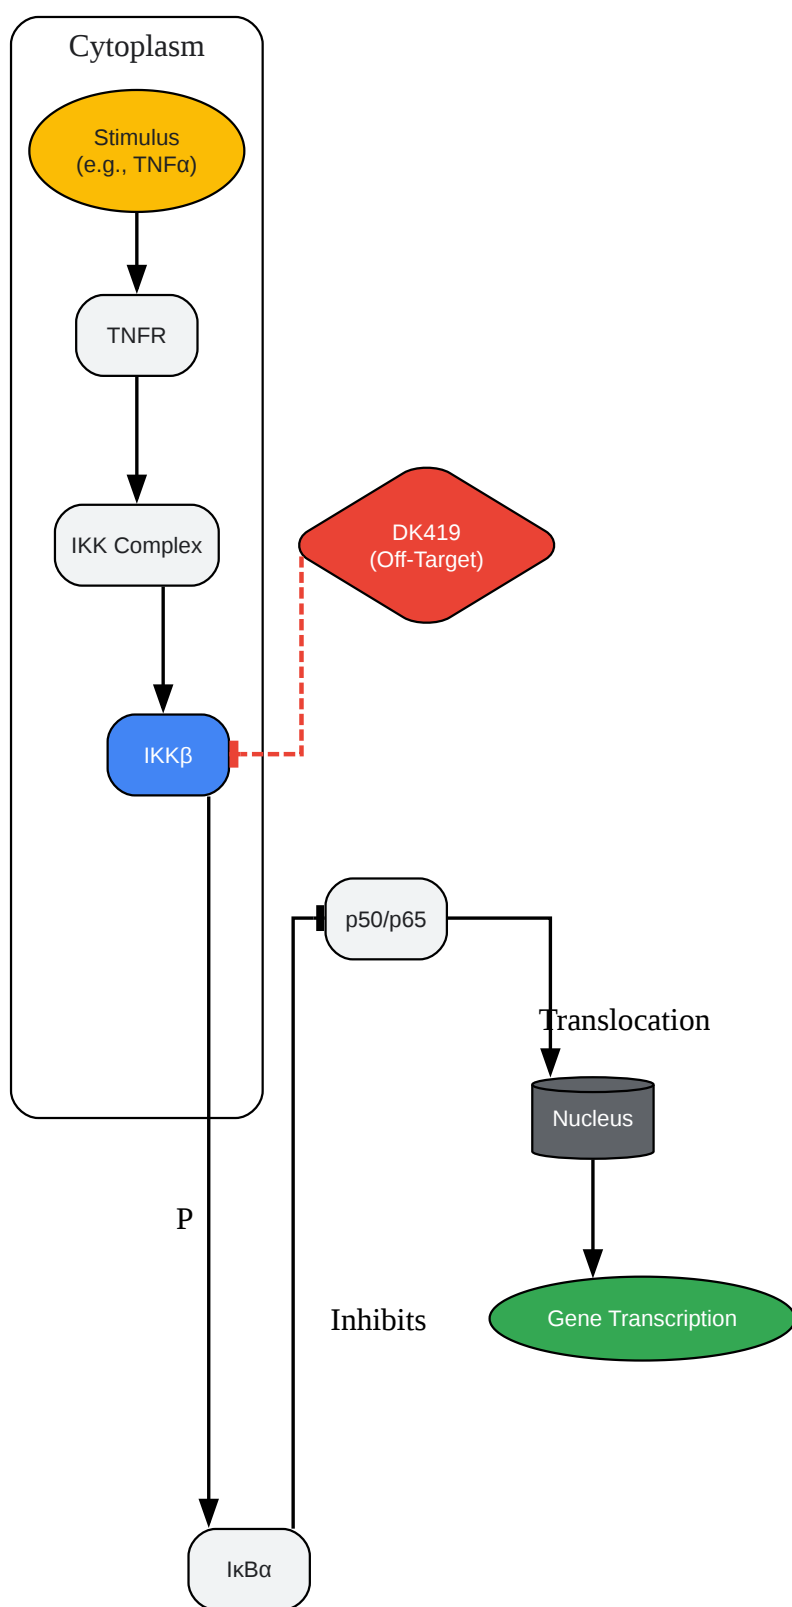 Cytoplasm
Stimulus
(e.g., TNFα)
TNFR
IKK Complex
DK419
(Off-Target)
IKKβ
p50/p65
Translocation
Nucleus
P
Inhibits
Gene Transcription
IκBα